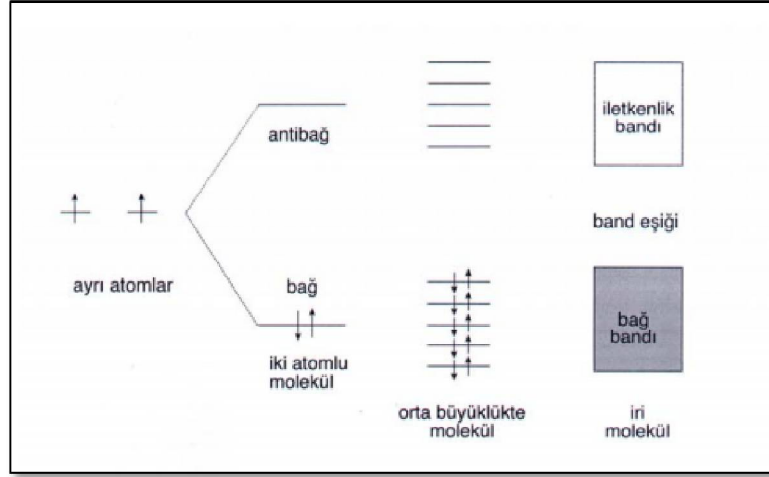 antibağ
iletkenlik
bandı
band eşiği
ayrı atomlar
bağ
iki atomlu
molekül
bağ
bandı
orta büyüklükte
molekül
iri
molekül